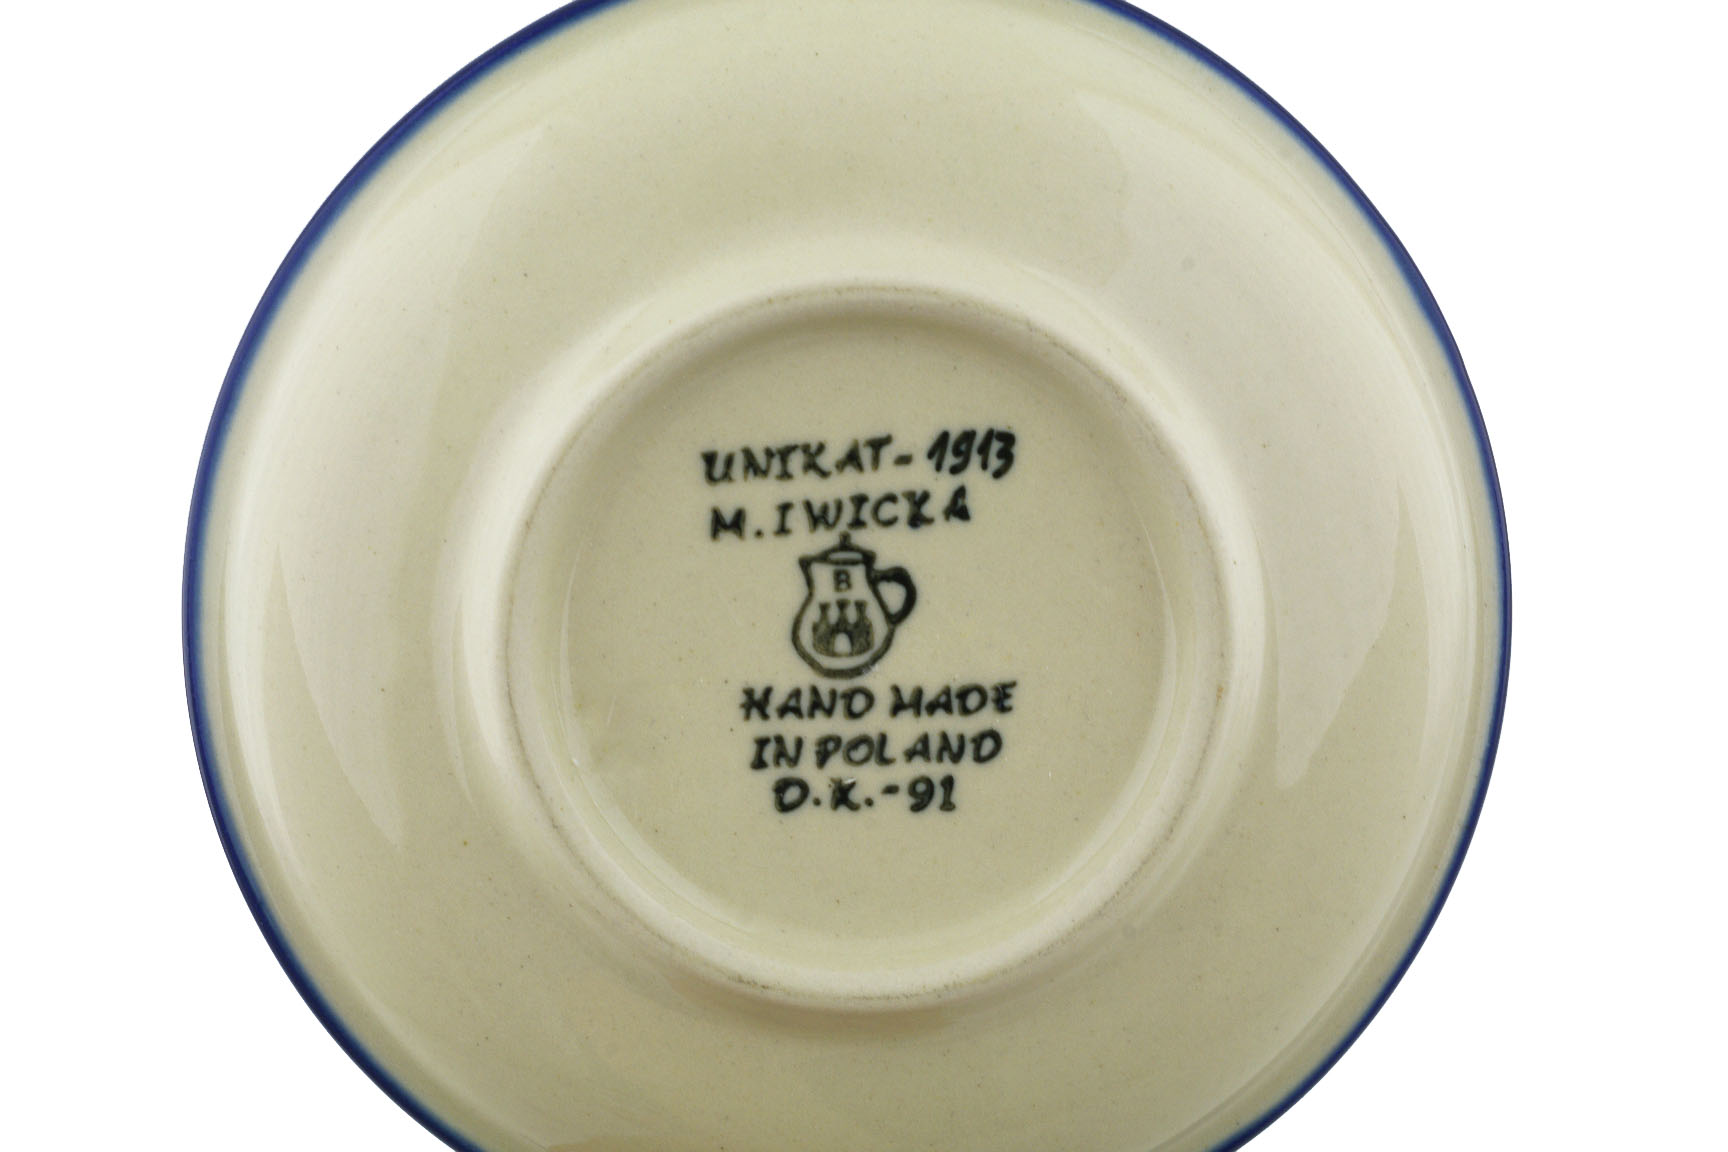 UNIKAT-1913
M.IWICKA
B
HAND MADE
IN POLAND
D.K.-91